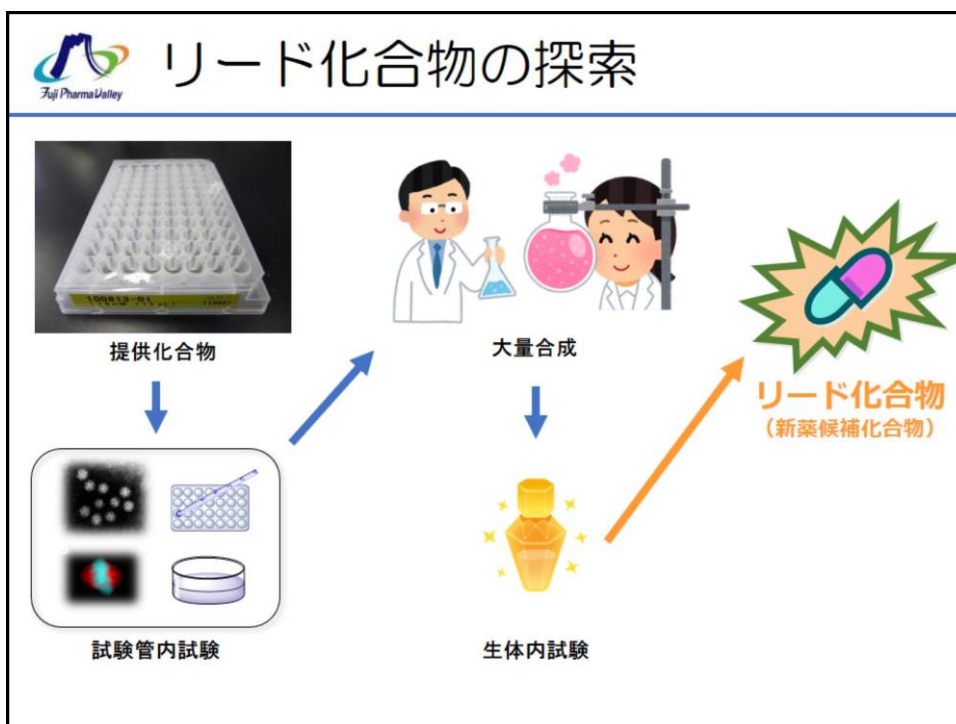 Fuji Pharma Valley
リード化合物の探索
100813-01
提供化合物
大量合成
リード化合物
(新薬候補化合物)
試験管内試験
生体内試験